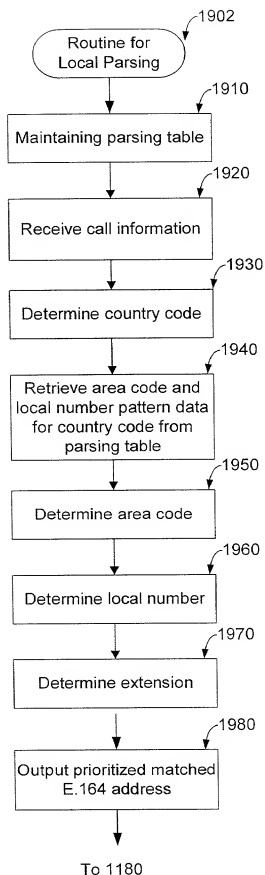 1902
Routine for
Local Parsing
1910
Maintaining parsing table
1920
Receive call information
1930
Determine country code
1940
Retrieve area code and
local number pattern data
for country code from
parsing table
1950
Determine area code
1960
Determine local number
1970
Determine extension
1980
Output prioritized matched
E.164 address
To 1180